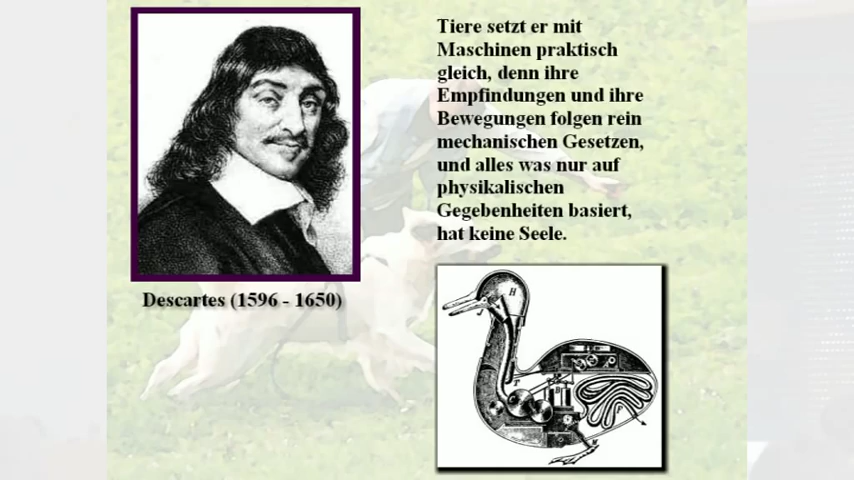 Tiere setzt er mit
Maschinen praktisch
gleich, denn ihre
Empfindungen und ihre
Bewegungen folgen rein
mechanischen Gesetzen,
und alles was nur auf
physikalischen
Gegebenheiten basiert,
hat keine Seele.
Descartes (1596 - 1650)
H